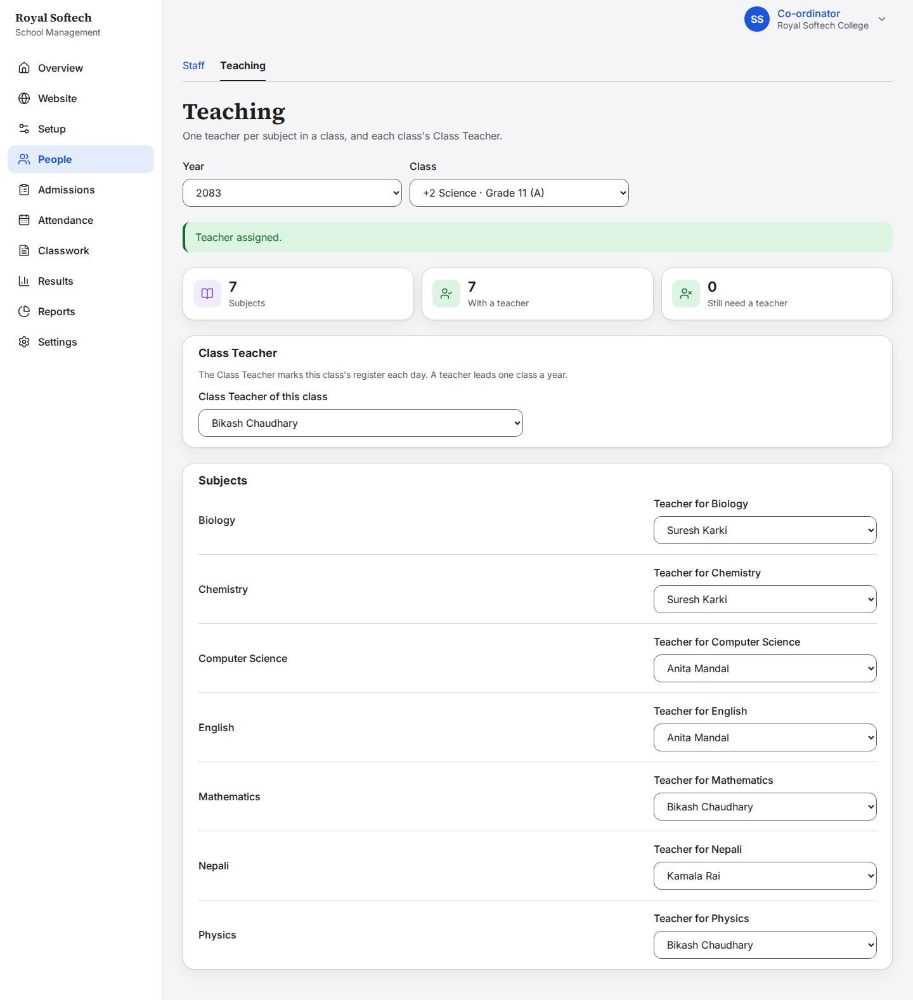 Royal Softech
School Management
Overview
Website
Setup
People
Admissions
Attendance
Classwork
Results
Reports
Settings
SS
Co-ordinator
Royal Softech College
Staff
Teaching
Teaching
One teacher per subject in a class, and each class's Class Teacher.
Year
Class
2083
+2 Science · Grade 11 (A)
Teacher assigned.
7
Subjects
7
With a teacher
0
Still need a teacher
Class Teacher
The Class Teacher marks this class's register each day. A teacher leads one class a year.
Class Teacher of this class
Bikash Chaudhary
Subjects
Biology
Teacher for Biology
Suresh Karki
Chemistry
Teacher for Chemistry
Suresh Karki
Computer Science
Teacher for Computer Science
Anita Mandal
English
Teacher for English
Anita Mandal
Mathematics
Teacher for Mathematics
Bikash Chaudhary
Nepali
Teacher for Nepali
Kamala Rai
Physics
Teacher for Physics
Bikash Chaudhary